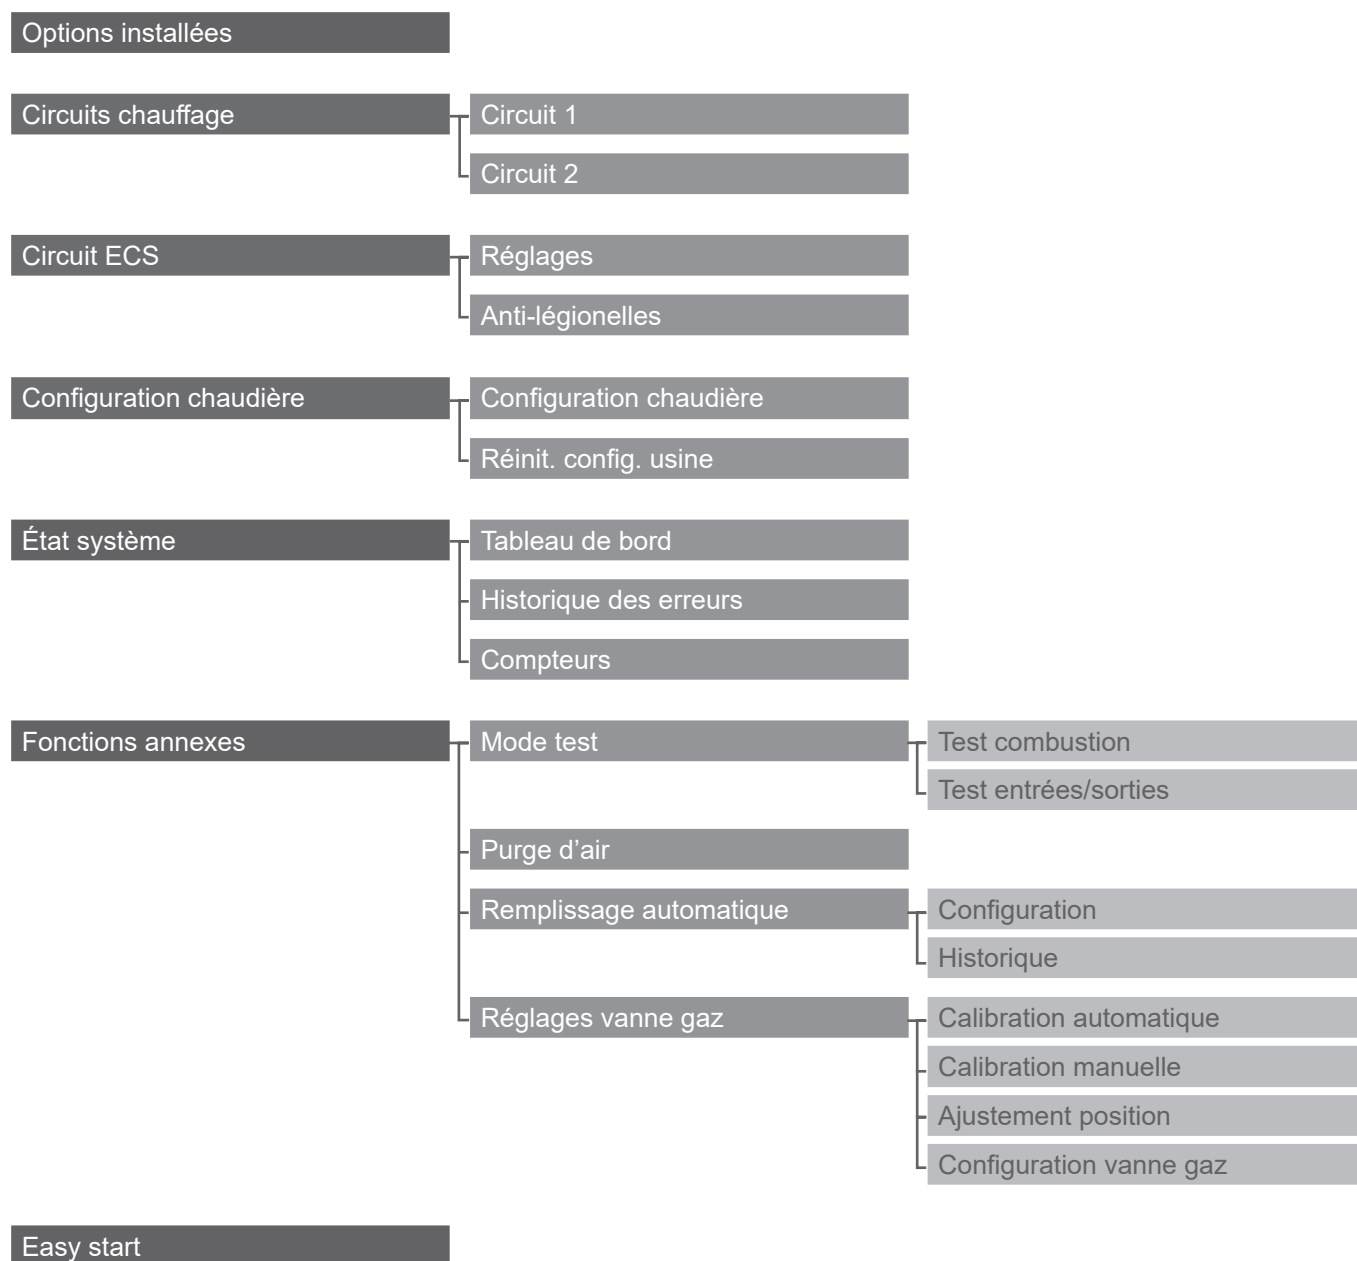 Options installées
Circuits chauffage
Circuit 1
Circuit 2
Circuit ECS
Réglages
Anti-légionelles
Configuration chaudière
Configuration chaudière
Réinit. config. usine
État système
Tableau de bord
Historique des erreurs
Compteurs
Fonctions annexes
Mode test
Test combustion
Test entrées/sorties
Purge d’air
Remplissage automatique
Configuration
Historique
Réglages vanne gaz
Calibration automatique
Calibration manuelle
Ajustement position
Configuration vanne gaz
Easy start